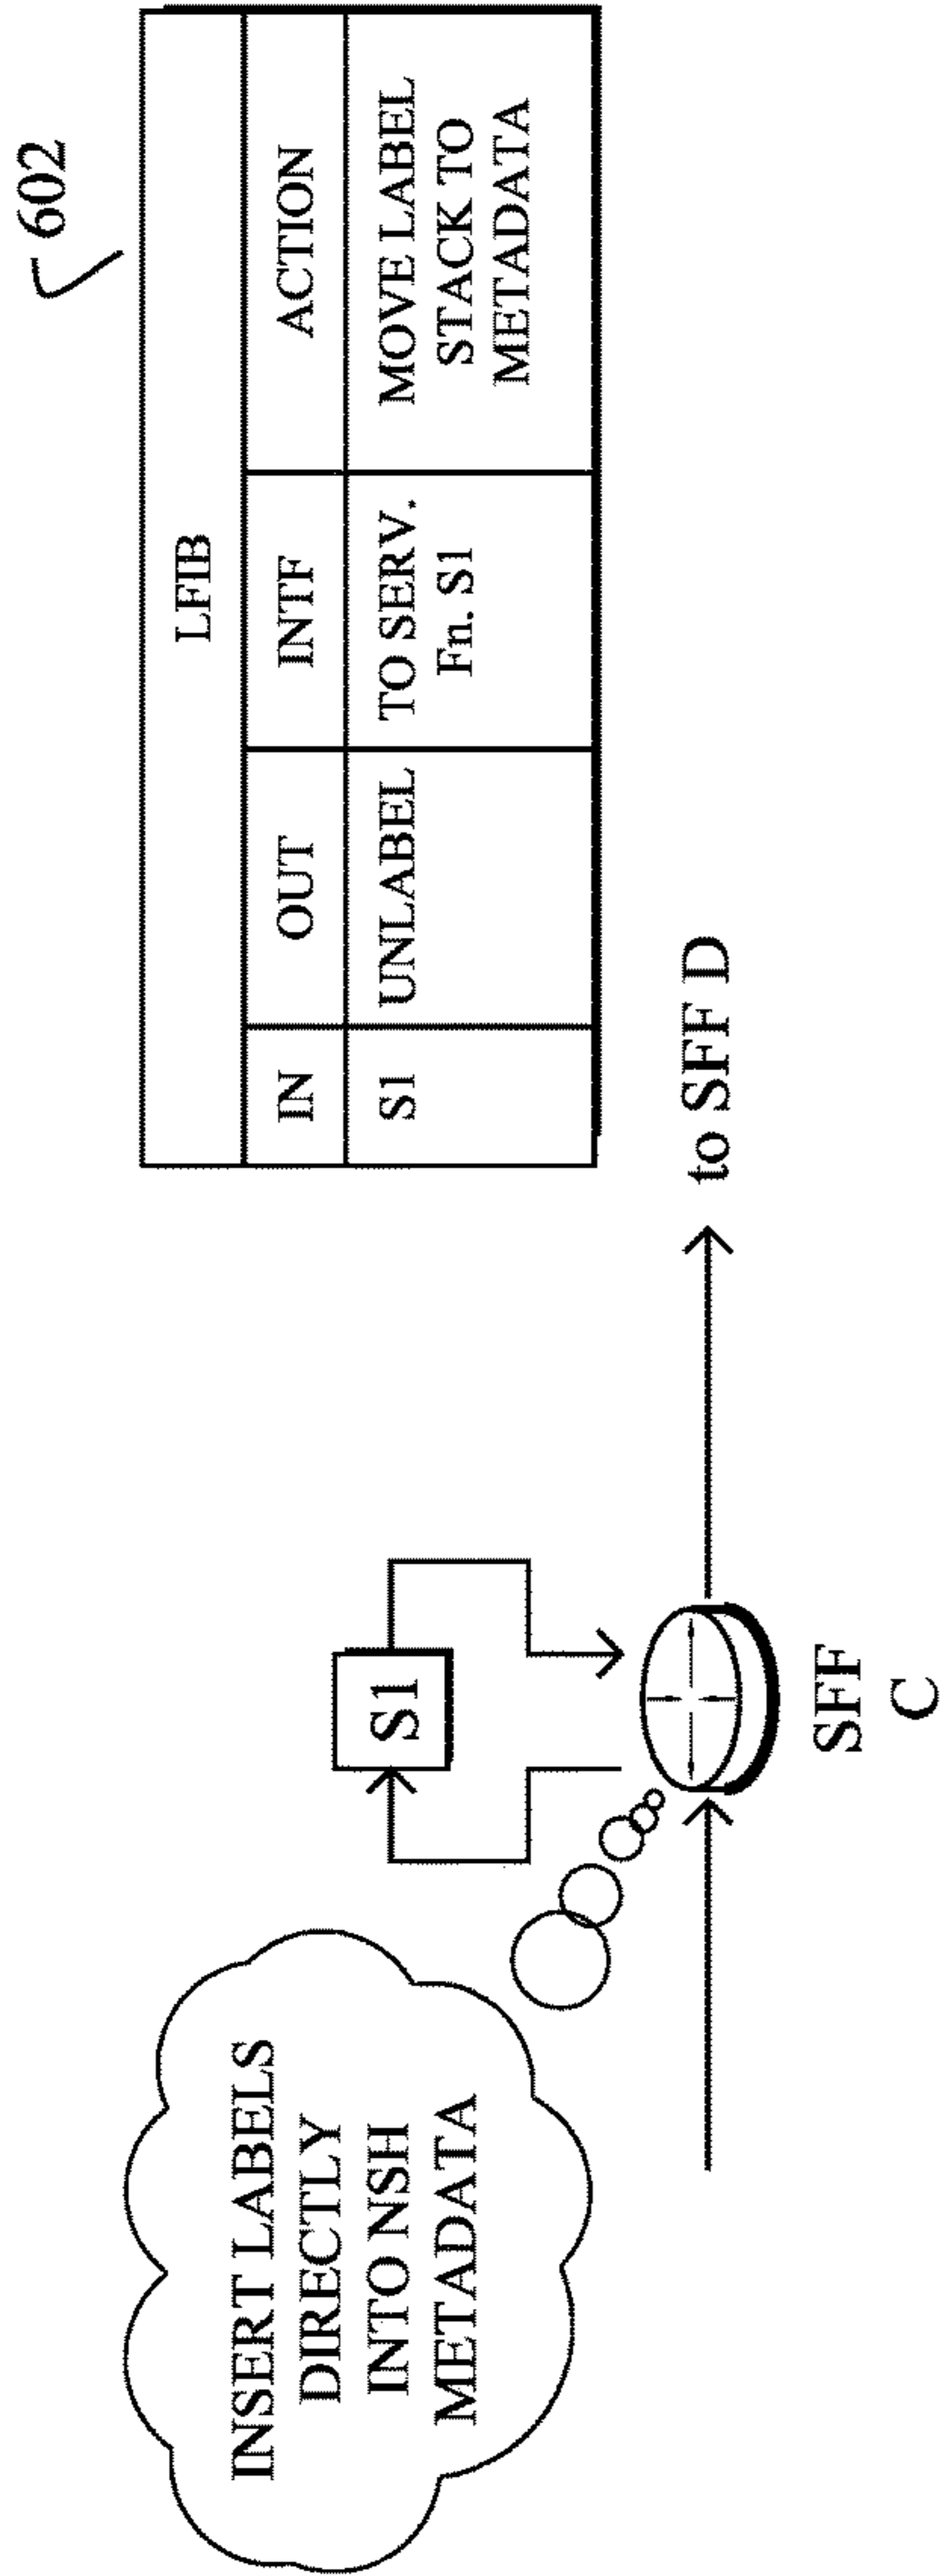 INSERT LABELS
DIRECTLY
INTO NSH
METADATA
S1
SFF
C
to SFF D
602
LFIB
IN OUT INTF ACTION
S1 UNLABEL TO SERV. MOVE LABEL
Fn. S1 STACK TO
METADATA